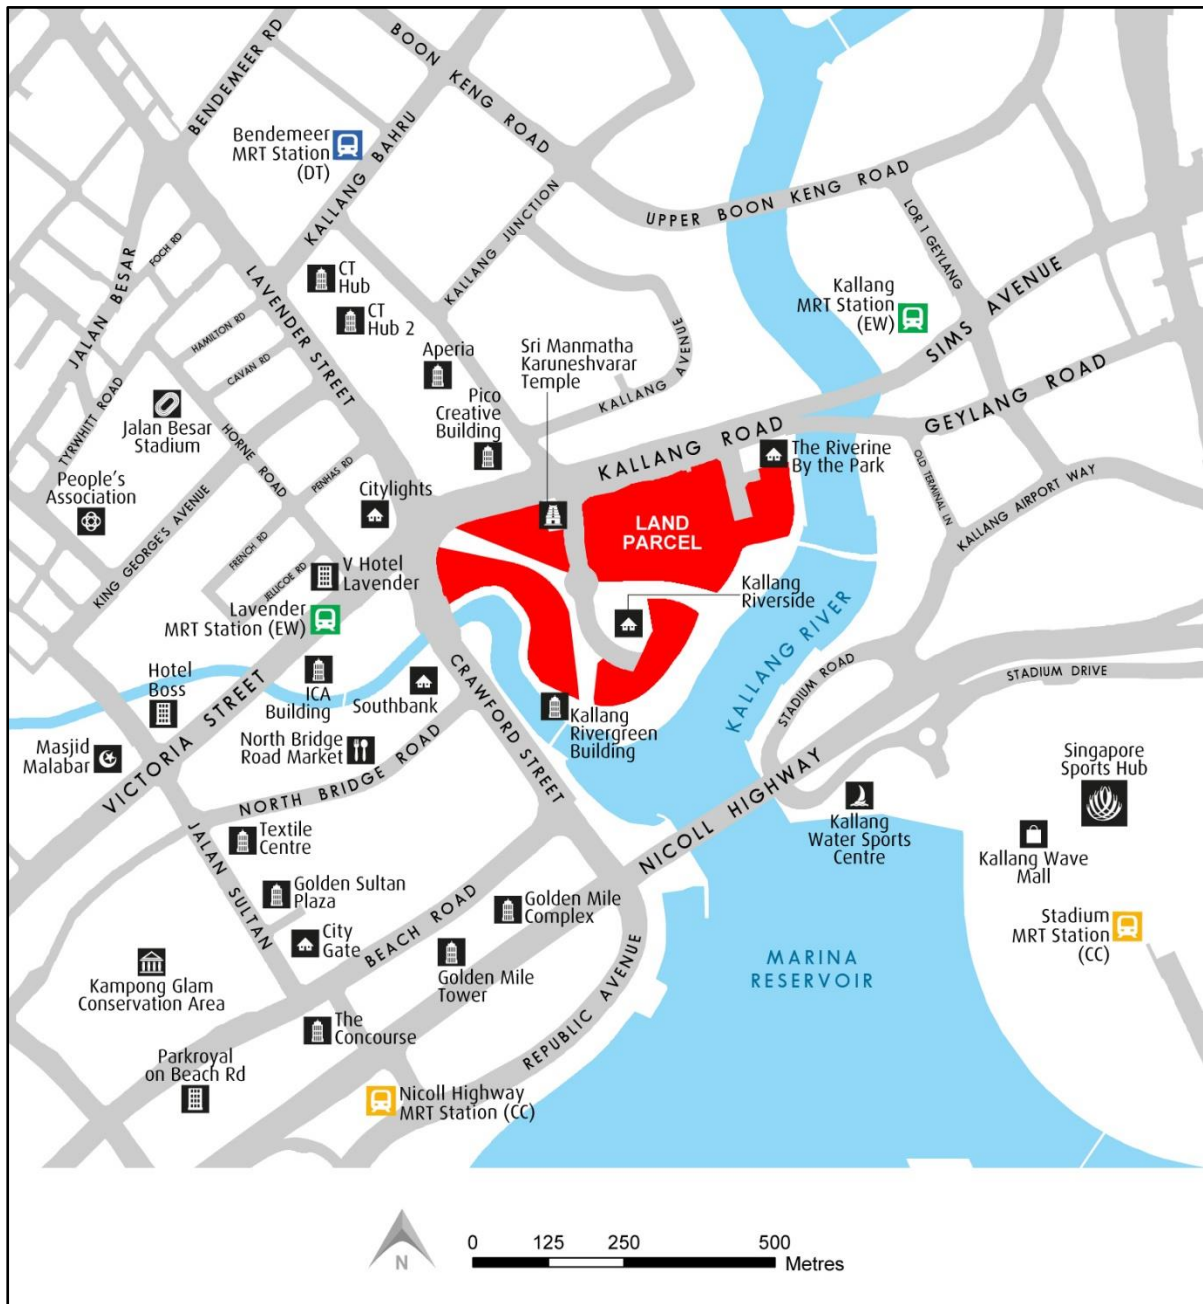 BENDEMEER RD
BOON KENG ROAD
Bendemeer
MRT Station
(DT)
KALLANG BAHRU
UPPER BOON KENG ROAD
KALLANG JUNCTION
LOR 1 GEYLANG
FOCH RD
JALAN BESAR
LAVENDER STREET
CT
Hub
CT
Hub 2
Kallang
MRT Station
(EW)
SIMS AVENUE
HAMILTON RD
CAVAN RD
Aperia
Sri Manmatha
Karuneshvarar
Temple
KALLANG AVENUE
GEYLANG ROAD
TYRWHITT ROAD
Jalan Besar
Stadium
HORNE ROAD
Pico
Creative
Building
KALLANG ROAD
The Riverine
By the Park
OLD TERMINAL LN
KALLANG AIRPORT WAY
People's
Association
PENHAS RD
Citylights
KING GEORGE'S AVENUE
FRENCH RD
JELLICOE RD
LAND
PARCEL
V Hotel
Lavender
Kallang
Riverside
Lavender
MRT Station (EW)
KALLANG RIVER
STADIUM ROAD
STADIUM DRIVE
Hotel
Boss
ICA
Building
Southbank
CRAWFORD STREET
Kallang
Rivergreen
Building
Masjid
Malabar
VICTORIA STREET
North Bridge
Road Market
NORTH BRIDGE ROAD
NICOLL HIGHWAY
Singapore
Sports Hub
Kallang
Water Sports
Centre
Kallang Wave
Mall
JALAN SULTAN
Textile
Centre
Golden Sultan
Plaza
BEACH ROAD
Golden Mile
Complex
Stadium
MRT Station
(CC)
City
Gate
Golden Mile
Tower
REPUBLIC AVENUE
MARINA
RESERVOIR
Kampong Glam
Conservation Area
The
Concourse
Parkroyal
on Beach Rd
Nicoll Highway
MRT Station (CC)
N
0 125 250 500
Metres